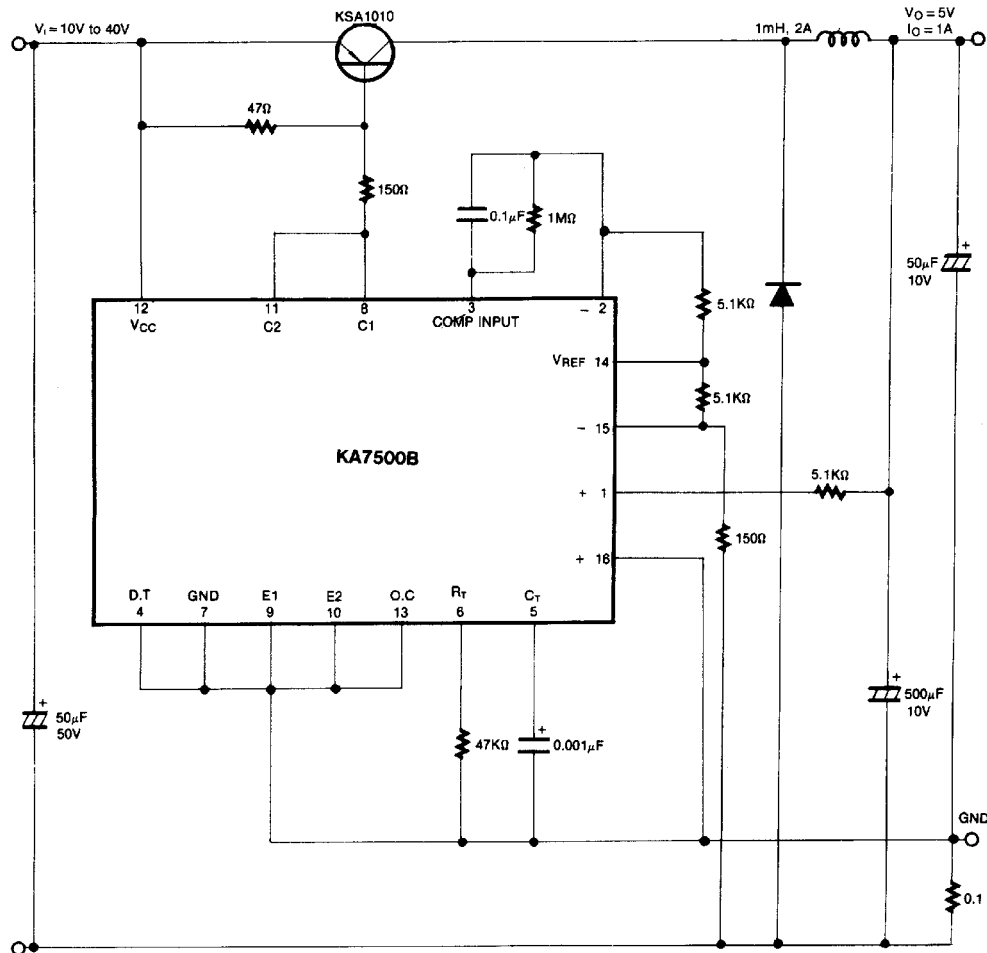 KSA1010
V₁ = 10V to 40V
1mH, 2A
V_O = 5V
I_O = 1A
47Ω
150Ω
0.1μF
1MΩ
50μF
10V
5.1KΩ
12
11
8
3
2
V_CC
C2
C1
COMP INPUT
−
V_REF 14
5.1KΩ
− 15
KA7500B
5.1KΩ
+ 1
150Ω
+ 16
D.T
GND
E1
E2
O.C
R_T
C_T
4
7
9
10
13
6
5
+
500μF
10V
+
50μF
50V
47KΩ
+
0.001μF
+
GND
0.1